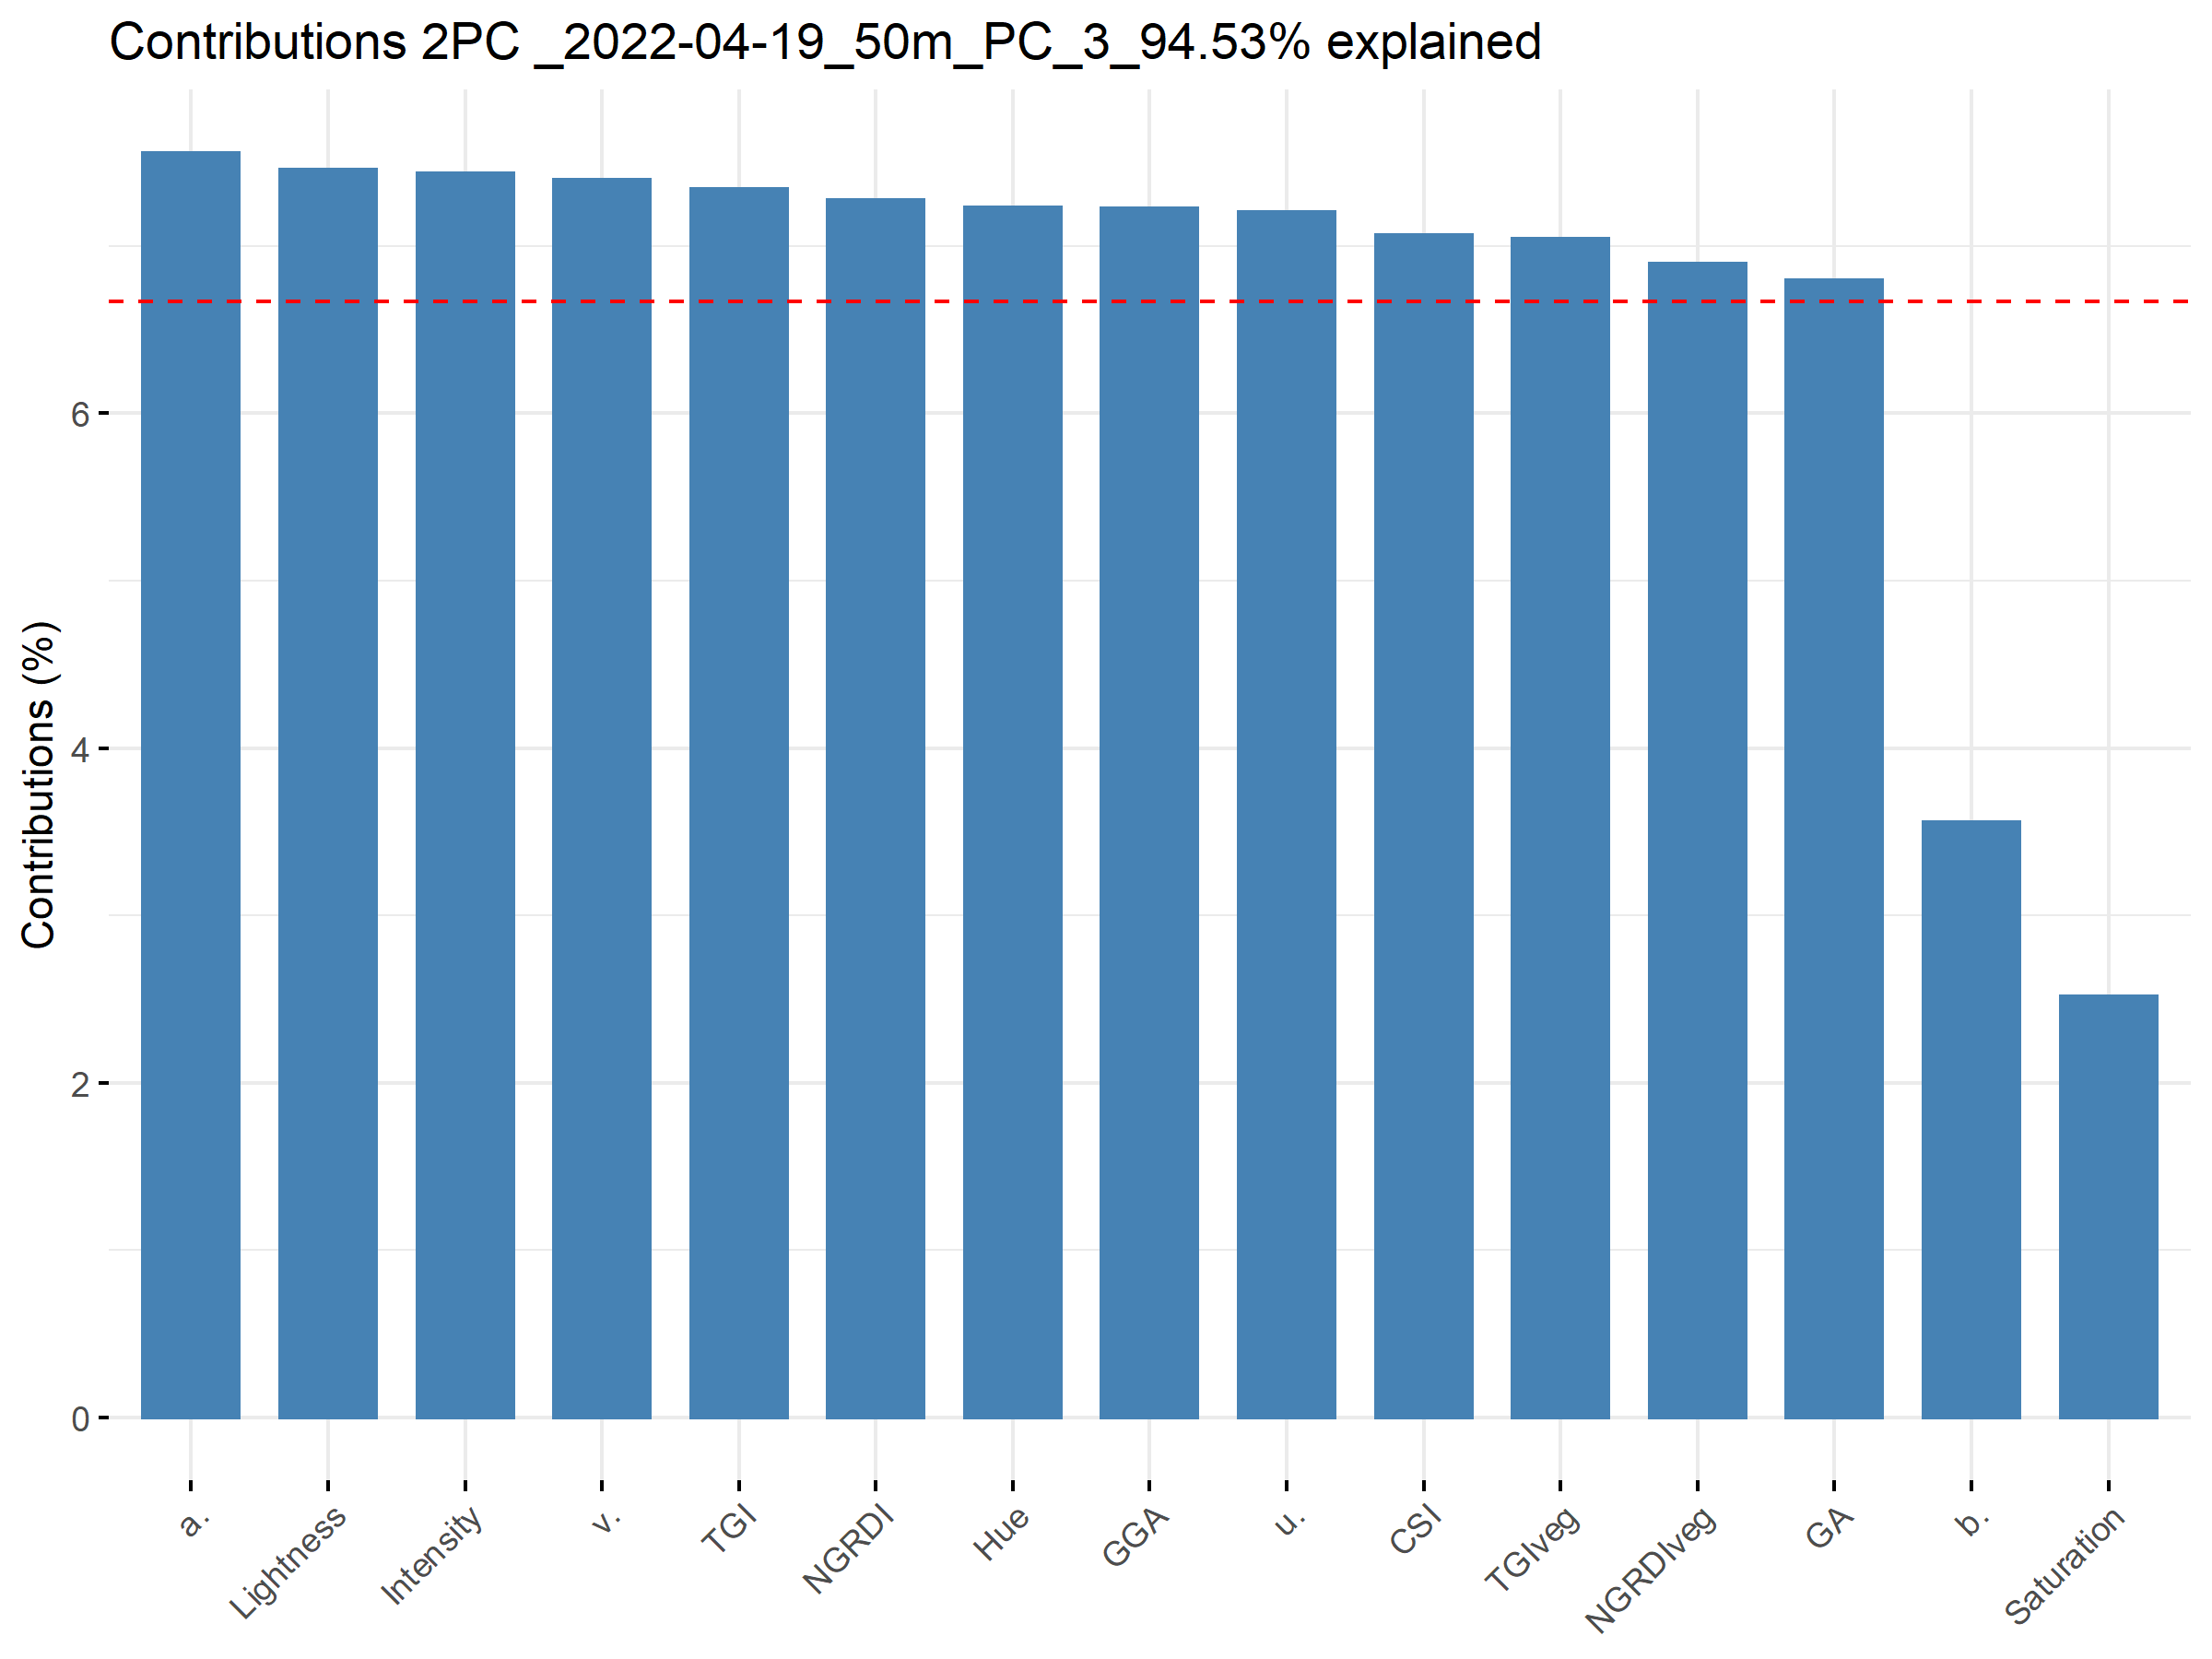 Contributions 2PC _2022-04-19_50m_PC_3_94.53% explained
Contributions (%)
6
4
2
0
a.
Lightness
Intensity
v.
TGI
NGRDI
Hue
GGA
u.
CSI
TGIveg
NGRDIveg
GA
b.
Saturation